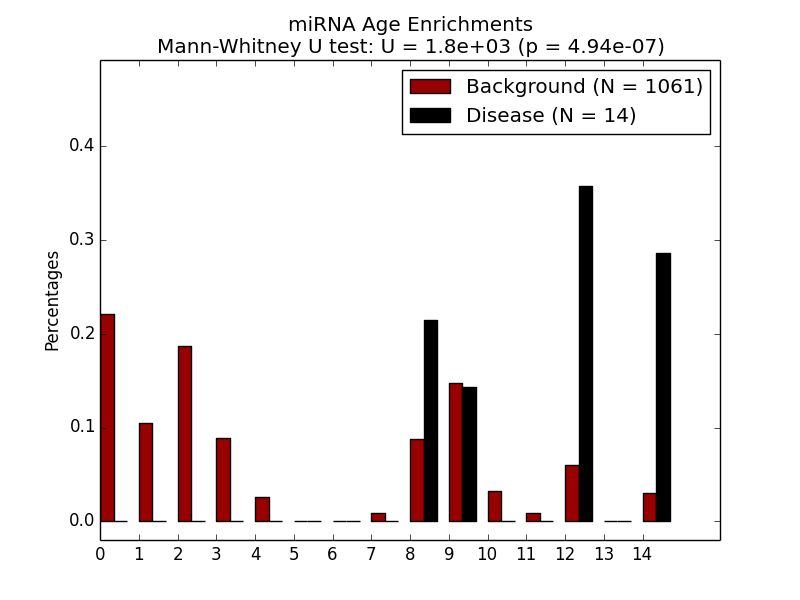 miRNA Age Enrichments
Mann-Whitney U test: U = 1.8e+03 (p = 4.94e-07)
Background (N = 1061)
Disease (N = 14)
Percentages
0.4
0.3
0.2
0.1
0.0
0 1 2 3 4 5 6 7 8 9 10 11 12 13 14